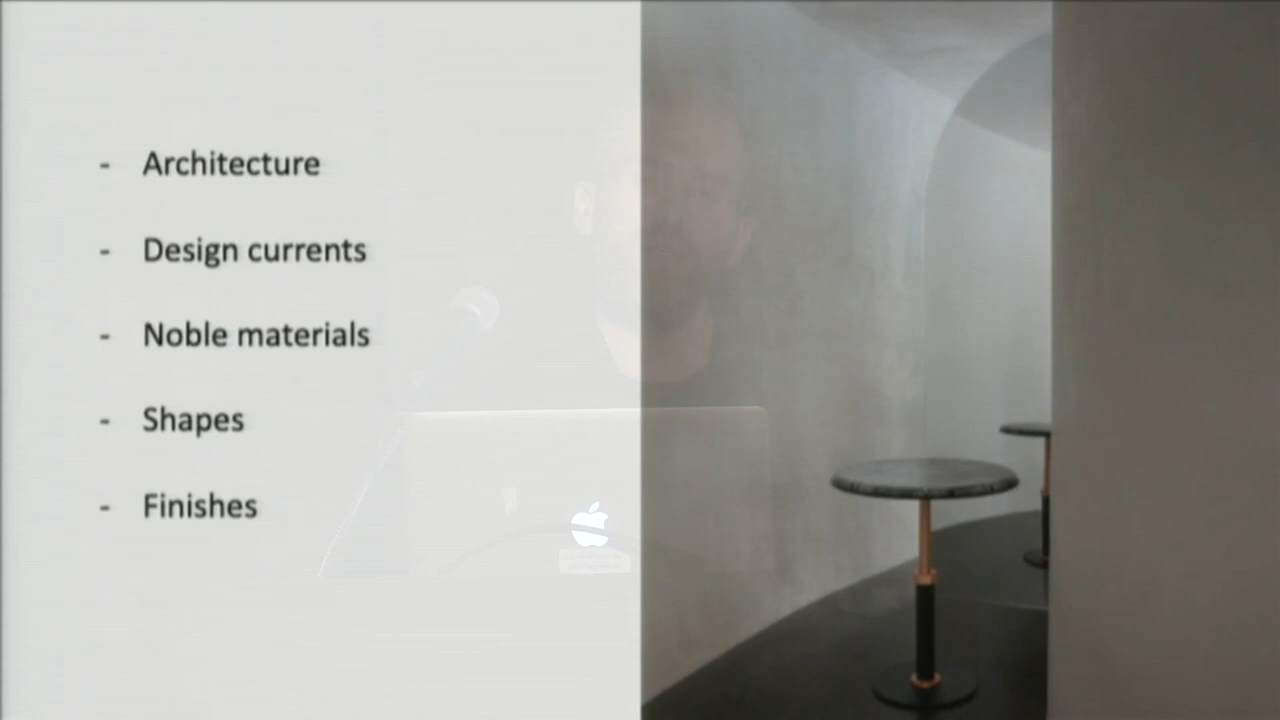 - Architecture
- Design currents
- Noble materials
- Shapes
- Finishes